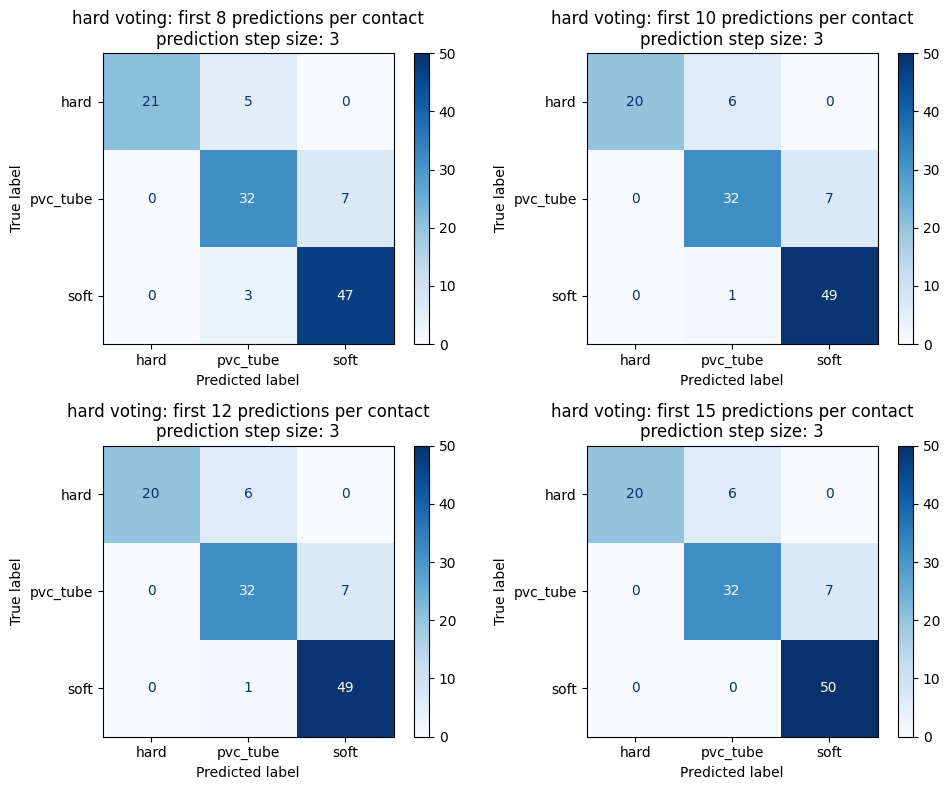 hard voting: first 8 predictions per contact
prediction step size: 3
50
40
30
20
10
0
hard
pvc_tube
soft
True label
21 5 0
0 32 7
0 3 47
hard pvc_tube soft
Predicted label
hard voting: first 10 predictions per contact
prediction step size: 3
50
40
30
20
10
0
hard
pvc_tube
soft
True label
20 6 0
0 32 7
0 1 49
hard pvc_tube soft
Predicted label
hard voting: first 12 predictions per contact
prediction step size: 3
50
40
30
20
10
0
hard
pvc_tube
soft
True label
20 6 0
0 32 7
0 1 49
hard pvc_tube soft
Predicted label
hard voting: first 15 predictions per contact
prediction step size: 3
50
40
30
20
10
0
hard
pvc_tube
soft
True label
20 6 0
0 32 7
0 0 50
hard pvc_tube soft
Predicted label